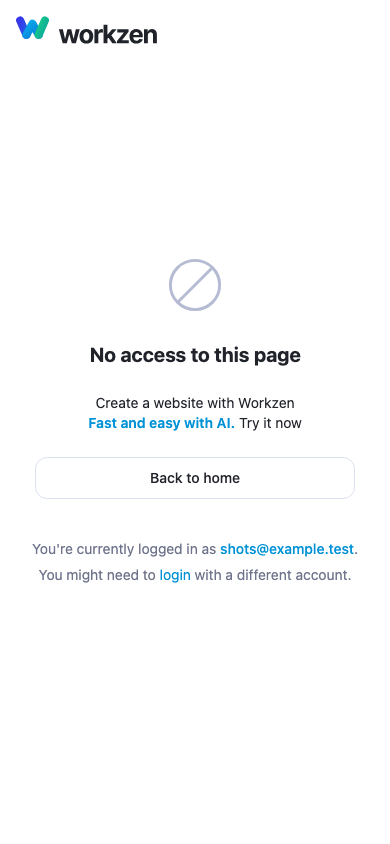 workzen
No access to this page
Create a website with Workzen
Fast and easy with AI. Try it now
Back to home
You're currently logged in as shots@example.test.
You might need to login with a different account.